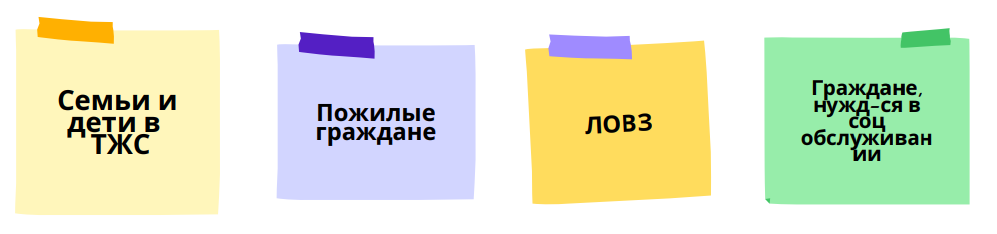 Семьи и
дети в
ТЖС
Пожилые
граждане
ЛОВЗ
Граждане,
нужд-ся в
соц
обслуживан
ии